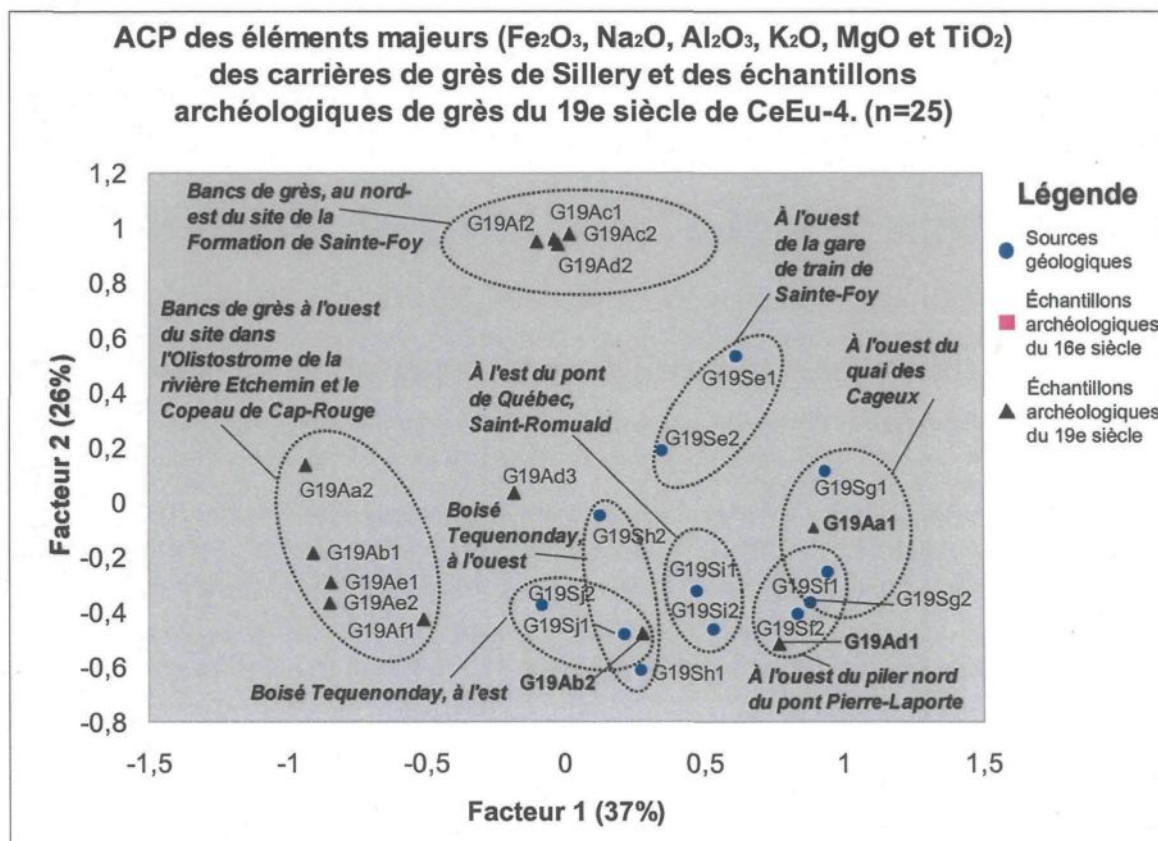 ACP des éléments majeurs (Fe₂O₃, Na₂O, Al₂O₃, K₂O, MgO et TiO₂)
des carrières de grès de Sillery et des échantillons
archéologiques de grès du 19e siècle de CeEu-4. (n=25)
1,2
1
0,8
0,6
0,4
0,2
0
-0,2
-0,4
-0,6
-0,8
Facteur 2 (26%)
Bancs de grès, au nord-
est du site de la
Formation de Sainte-Foy
G19Af2
G19Ac1
G19Ac2
G19Ad2
À l'ouest
de la gare
de train de
Sainte-Foy
Bancs de grès à l'ouest
du site dans
l'Olistostrome de la
rivière Etchemin et le
Copeau de Cap-Rouge
À l'est du pont
de Québec,
Saint-Romuald
À l'ouest du
quai des
Cageux
G19Se1
G19Se2
G19Aa2
G19Ad3
G19Sg1
G19Aa1
Boisé
Tequenonday,
à l'ouest
G19Sh2
G19Ab1
G19Ae1
G19Ae2
G19Af1
G19Si1
G19Si2
G19Sf1
G19Sg2
G19Sf2
G19Sj2
G19Sj1
G19Ad1
Boisé Tequenonday, à l'est
G19Ab2
G19Sh1
À l'ouest du piler nord
du pont Pierre-Laporte
-1,5
-1
-0,5
0
0,5
1
1,5
Facteur 1 (37%)
Légende
Sources
géologiques
Échantillons
archéologiques
du 16e siècle
Échantillons
archéologiques
du 19e siècle